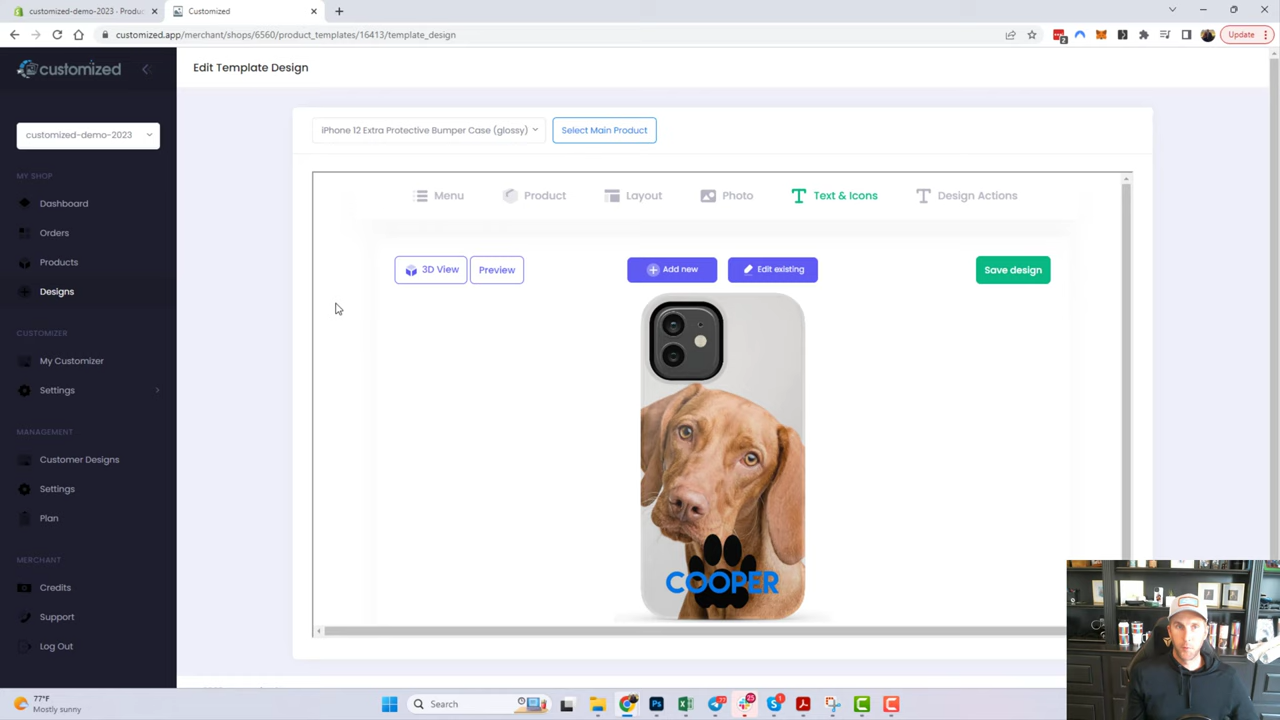 customized-demo-2023 · Produc
Customized
customized.app/merchant/shops/6560/product_templates/16413/template_design
Update
customized
Edit Template Design
customized-demo-2023
iPhone 12 Extra Protective Bumper Case (glossy)
Select Main Product
MY SHOP
Dashboard
Orders
Products
Designs
CUSTOMIZER
My Customizer
Settings
MANAGEMENT
Customer Designs
Settings
Plan
MERCHANT
Credits
Support
Log Out
Menu
Product
Layout
Photo
Text & Icons
Design Actions
3D View
Preview
Add new
Edit existing
Save design
COOPER
77°F
Mostly sunny
Search
25